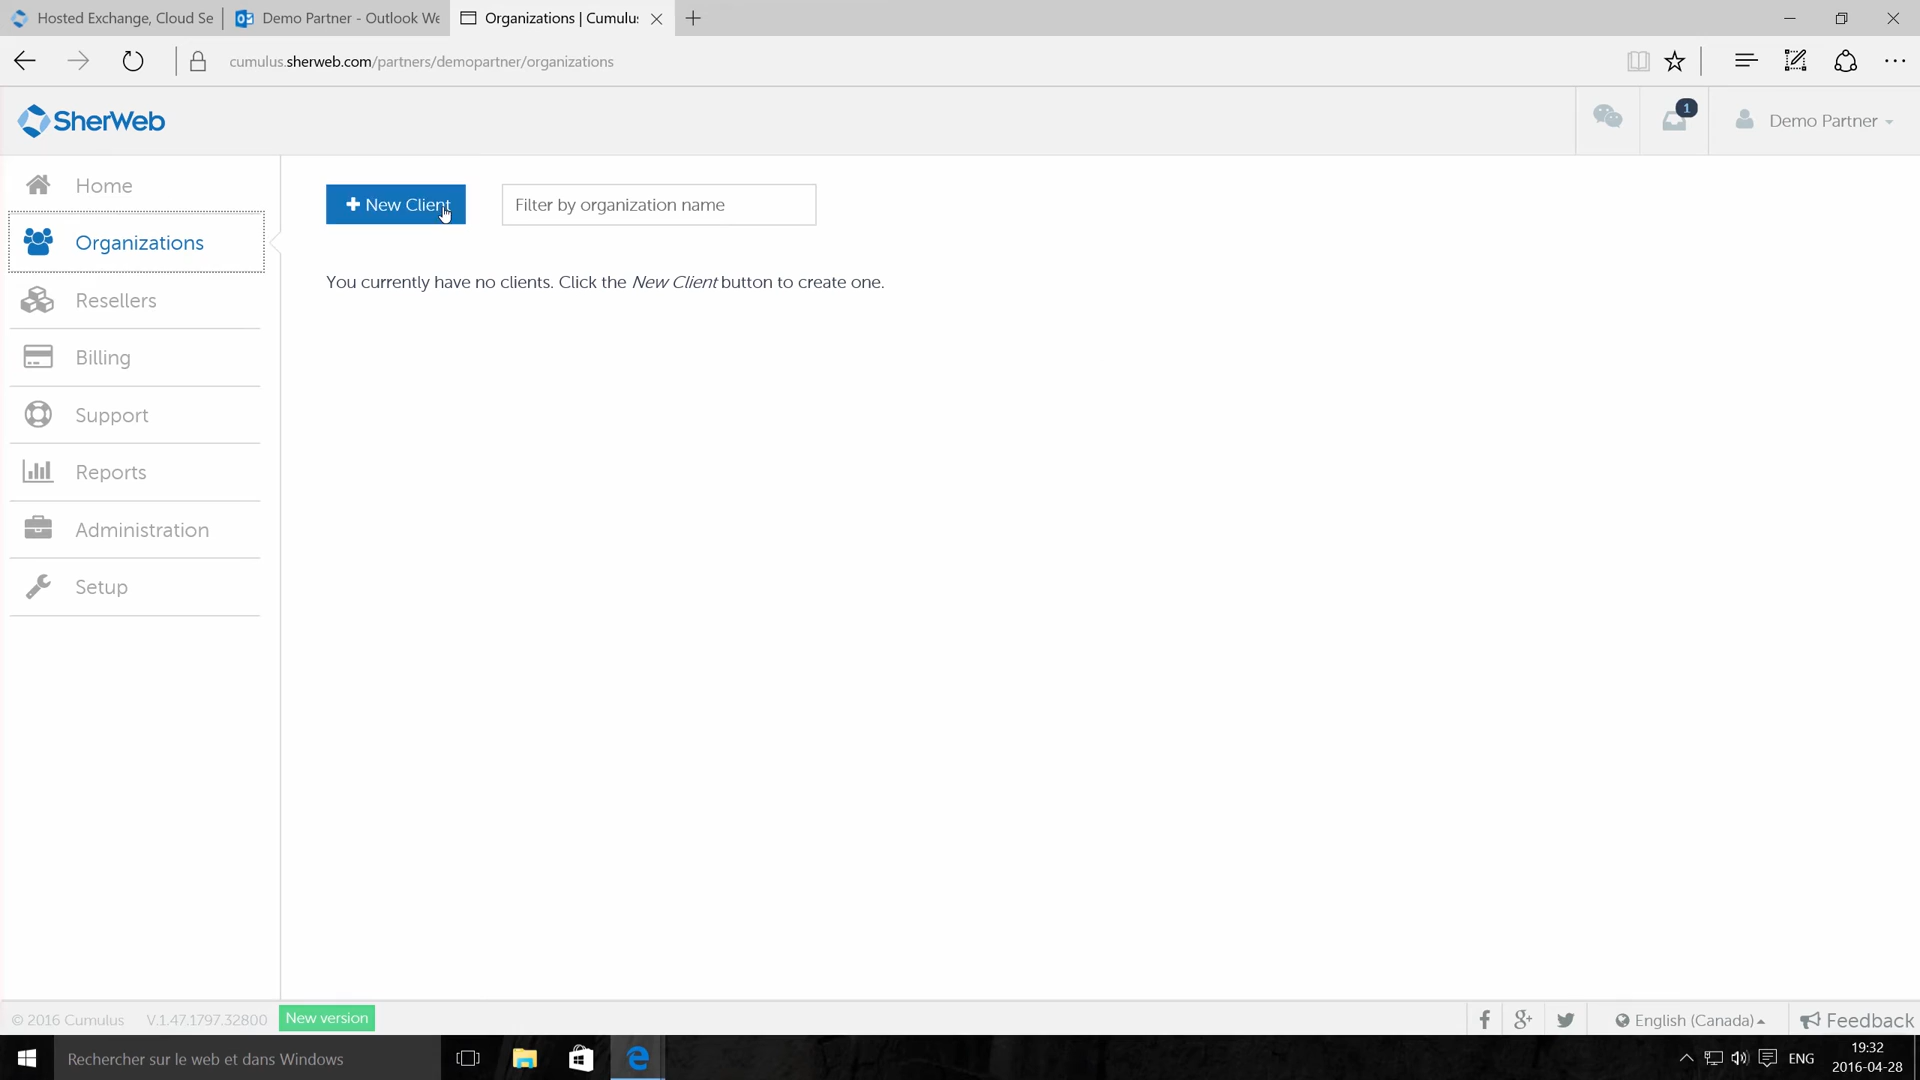 Hosted Exchange, Cloud Se
Demo Partner - Outlook We
Organizations | Cumulu
cumulus.sherweb.com/partners/demopartner/organizations
SherWeb
1
Demo Partner
Home
Organizations
Resellers
Billing
Support
Reports
Administration
Setup
New Client
Filter by organization name
You currently have no clients. Click the New Client button to create one.
© 2016 Cumulus
V.1.47.1797.32800
New version
English (Canada)
Feedback
Rechercher sur le web et dans Windows
ENG
19:32
2016-04-28